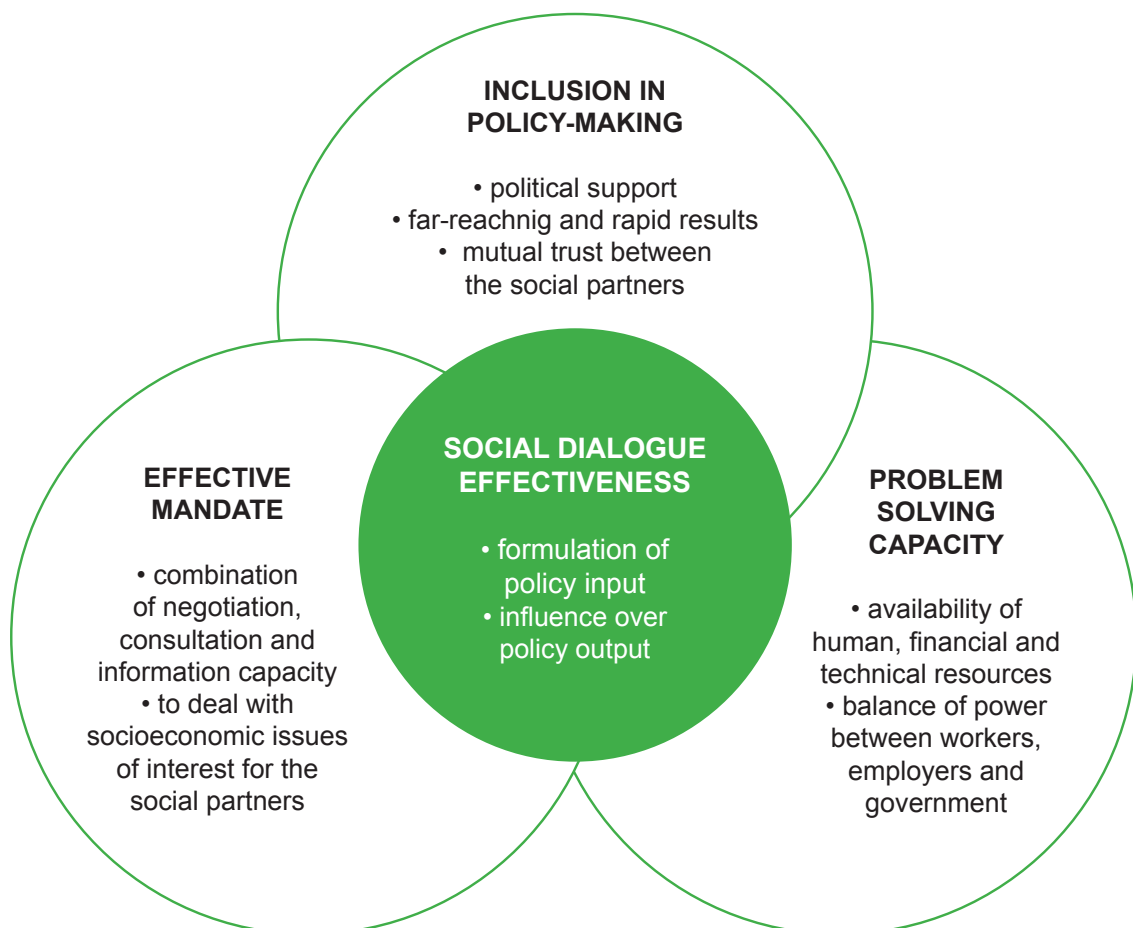 INCLUSION IN
POLICY-MAKING
• political support
• far-reachnig and rapid results
• mutual trust between
the social partners
EFFECTIVE
MANDATE
• combination
of negotiation,
consultation and
information capacity
• to deal with
socioeconomic issues
of interest for the
social partners
SOCIAL DIALOGUE
EFFECTIVENESS
• formulation of
policy input
• influence over
policy output
PROBLEM
SOLVING
CAPACITY
• availability of
human, financial and
technical resources
• balance of power
between workers,
employers and
government